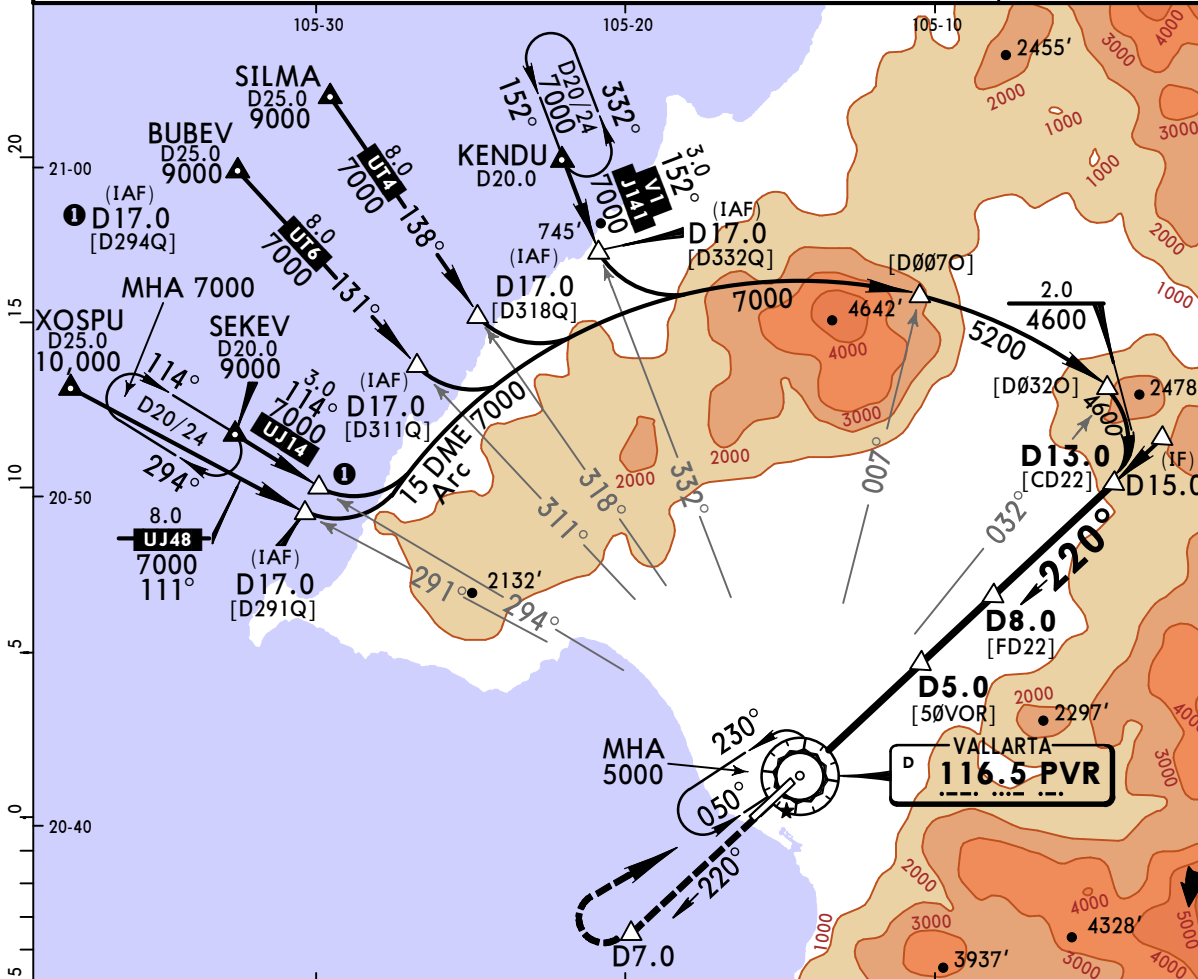 105-30
105-20
105-10
2455'
4000
3000
2000
1000
3000
1000
2000
1000
SILMA
D25.0
9000
BUBEV
D25.0
9000
20
21-00
8.0
UT4
7000
138°
8.0
UT6
7000
131°
D20/24
7000
152°
332°
KENDU
D20.0
3.0
152°
V1
J141
7000
745'
(IAF)
D17.0
[D332Q]
(IAF)
D17.0
[D318Q]
1
(IAF)
D17.0
[D294Q]
MHA 7000
15
XOSPU
D25.0
10,000
SEKEV
D20.0
9000
114°
D20/24
294°
3.0
114°
7000
UJ14
(IAF)
D17.0
[D311Q]
1
15 DME
Arc
7000
7000
[DØØ7O]
4642'
4000
3000
2000
2000
5200
2.0
4600
[DØ32O]
4600
2478
D13.0
[CD22]
(IF)
D15.0
10
20-50
8.0
UJ48
7000
111°
(IAF)
D17.0
[D291Q]
2132'
291°
294°
311°
318°
332°
007°
032°
220°
D8.0
[FD22]
5
D5.0
[5ØVOR]
2000
2297'
4000
3000
VALLARTA
D
116.5 PVR
MHA
5000
230°
050°
0
20-40
220°
D7.0
5
1000
2000
3000
3937'
4000
4328'
3000
4000
5000